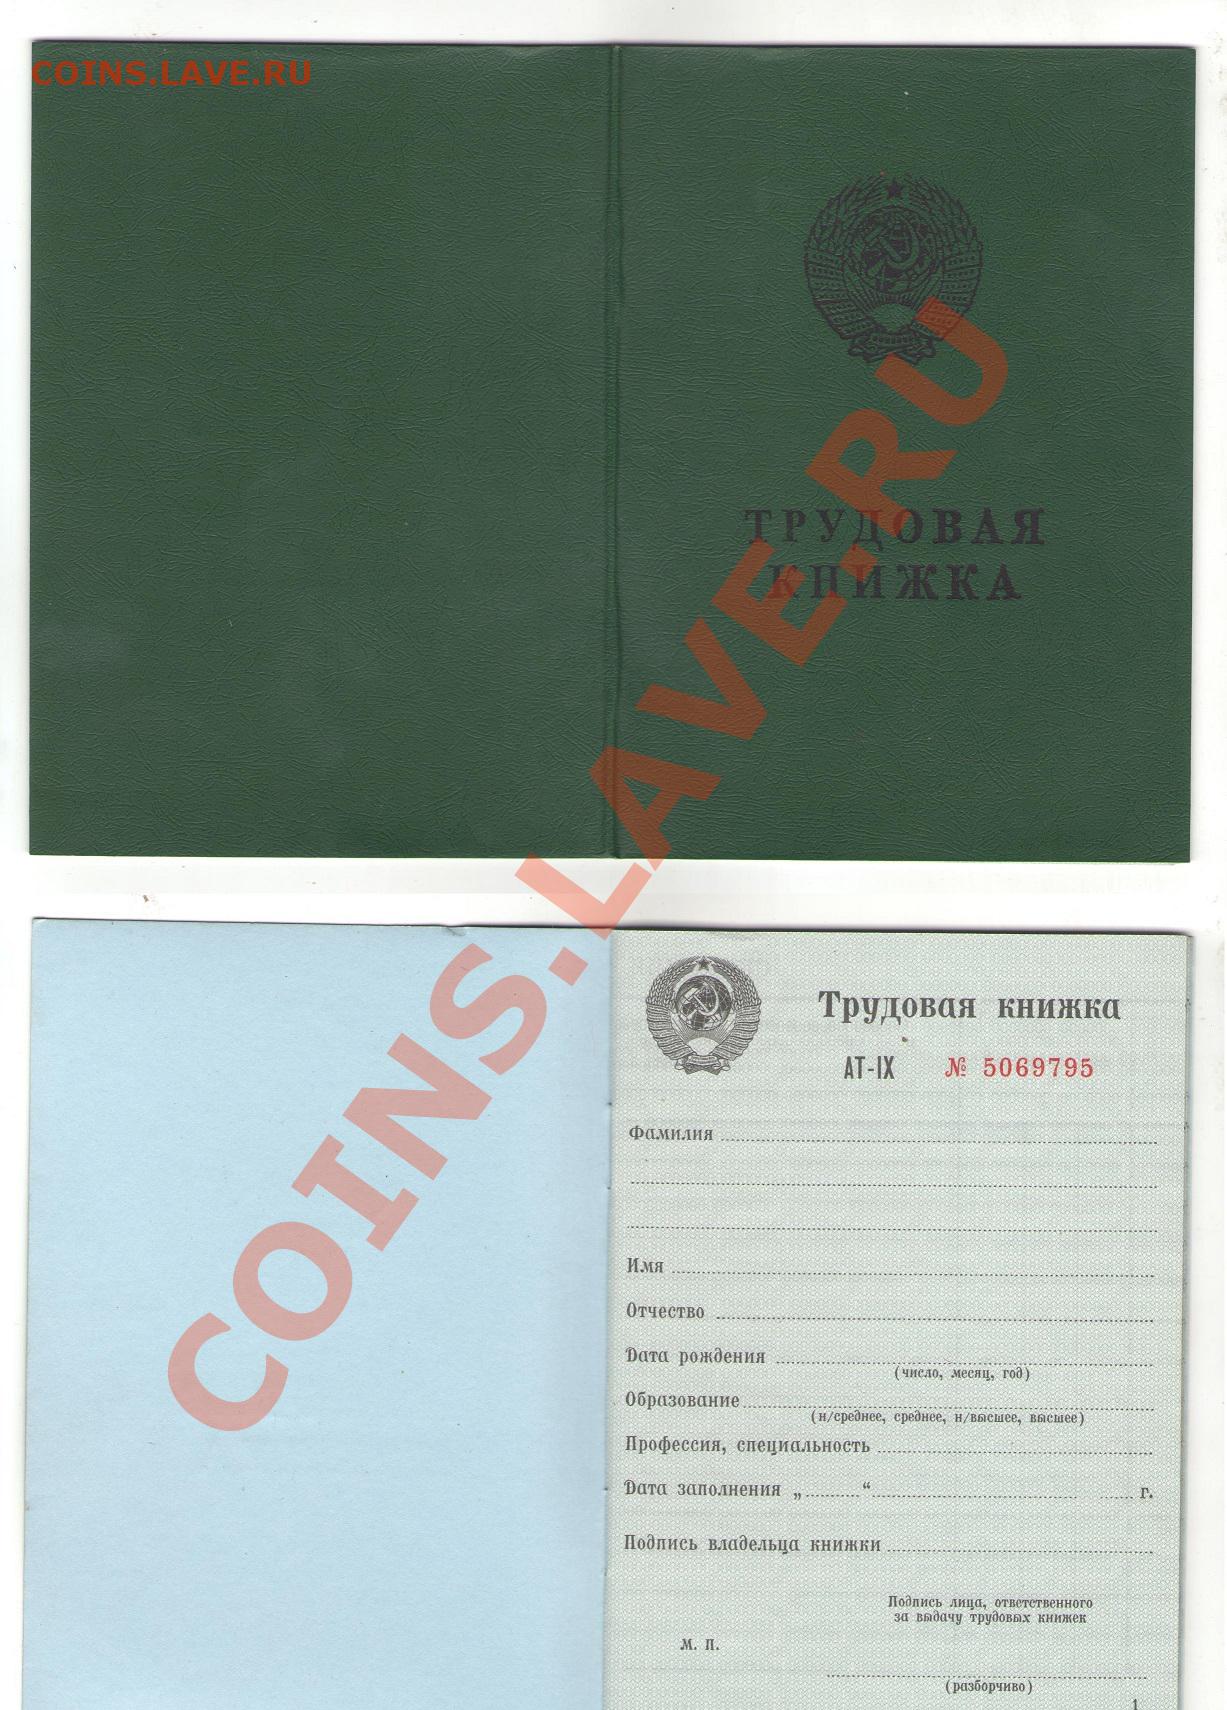 COINS.LAVE.RU
ТРУДОВАЯ
КПИЖКА
COINS.LAVE.RU
Трудовая книжка
АТ-IX № 5069795
Фамилия
Имя
Отчество
Дата рождения
(число, месяц, год)
Образование
(н/среднее, среднее, н/высшее, высшее)
Профессия, специальность
Дата заполнения „ “ г.
Подпись владельца книжки
Подпись лица, ответственного
за выдачу трудовых книжек
М. П.
(разборчиво)
1